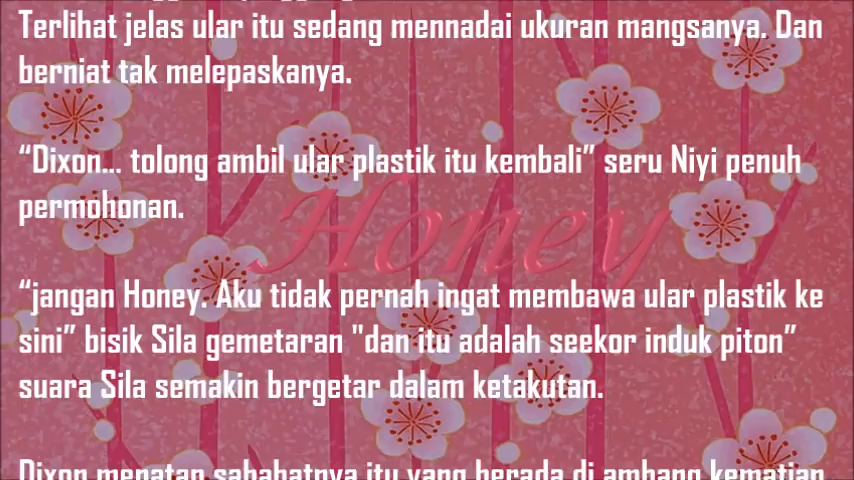 Terlihat jelas ular itu sedang mennadai ukuran mangsanya. Dan
berniat tak melepaskanya.
“Dixon... tolong ambil ular plastik itu kembali” seru Niyi penuh
permohonan.
Honey
“jangan Honey. Aku tidak pernah ingat membawa ular plastik ke
sini” bisik Sila gemetaran "dan itu adalah seekor induk piton”
suara Sila semakin bergetar dalam ketakutan.
Dixon menatap sahabatnya itu yang berada di ambang kematian